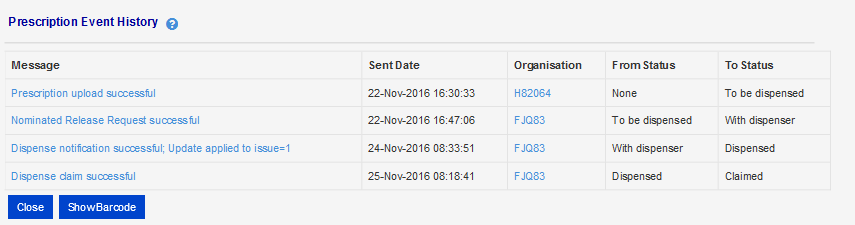 Prescription Event History ?
Message Sent Date Organisation From Status To Status
Prescription upload successful 22-Nov-2016 16:30:33 H82064 None To be dispensed
Nominated Release Request successful 22-Nov-2016 16:47:06 FJQ83 To be dispensed With dispenser
Dispense notification successful; Update applied to issue=1 24-Nov-2016 08:33:51 FJQ83 With dispenser Dispensed
Dispense claim successful 25-Nov-2016 08:18:41 FJQ83 Dispensed Claimed
Close ShowBarcode